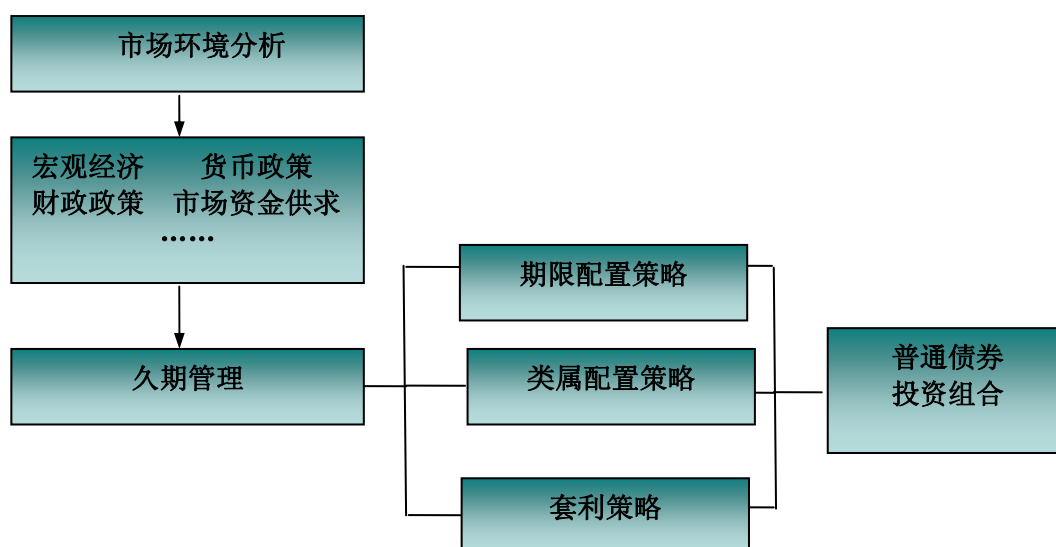 市场环境分析
宏观经济 货币政策
财政政策 市场资金供求
……
久期管理
期限配置策略
类属配置策略
套利策略
普通债券
投资组合